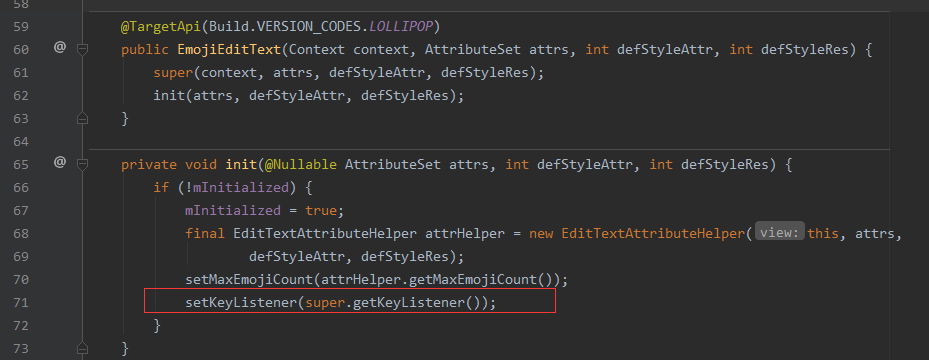 58
59 @TargetApi(Build.VERSION_CODES.LOLLIPOP)
60 @ public EmojiEditText(Context context, AttributeSet attrs, int defStyleAttr, int defStyleRes) {
61 super(context, attrs, defStyleAttr, defStyleRes);
62 init(attrs, defStyleAttr, defStyleRes);
63 }
64
65 @ private void init(@Nullable AttributeSet attrs, int defStyleAttr, int defStyleRes) {
66 if (!mInitialized) {
67 mInitialized = true;
68 final EditTextAttributeHelper attrHelper = new EditTextAttributeHelper( view: this, attrs,
69 defStyleAttr, defStyleRes);
70 setMaxEmojiCount(attrHelper.getMaxEmojiCount());
71 setKeyListener(super.getKeyListener());
72 }
73 }